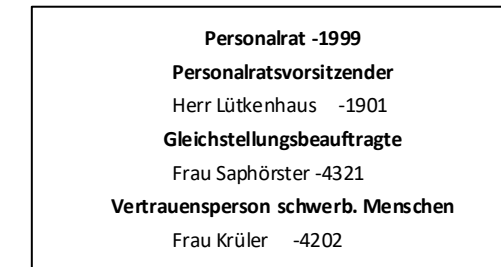 Personalrat -1999
Personalratsvorsitzender
Herr Lütkenhaus -1901
Gleichstellungsbeauftragte
Frau Saphörster -4321
Vertrauensperson schwerb. Menschen
Frau Krüler -4202